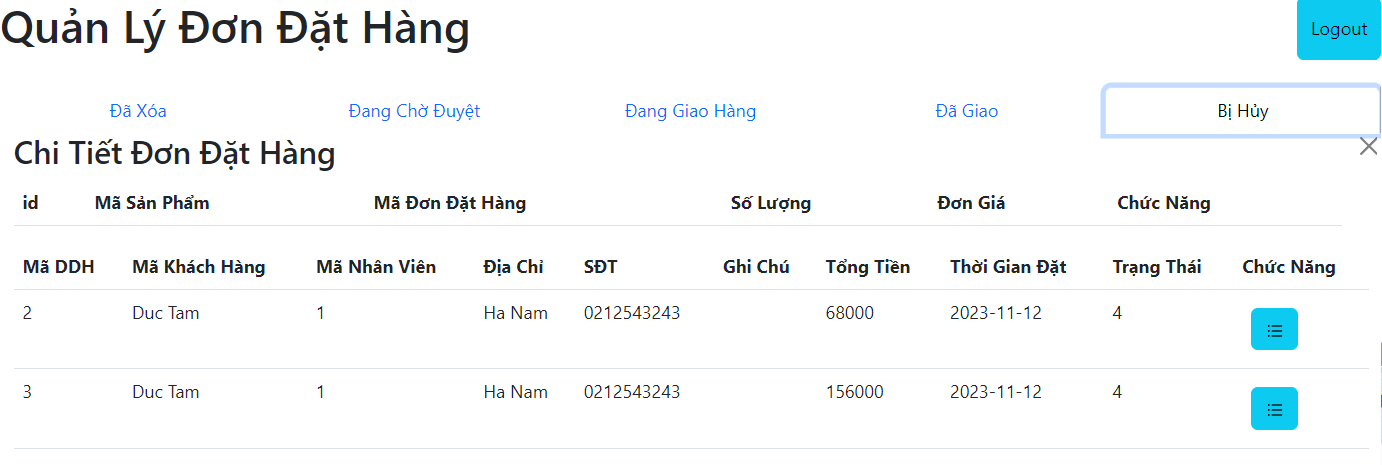 Quản Lý Đơn Đặt Hàng
Logout
Đã Xóa Đang Chờ Duyệt Đang Giao Hàng Đã Giao Bị Hủy
Chi Tiết Đơn Đặt Hàng
id Mã Sản Phẩm Mã Đơn Đặt Hàng Số Lượng Đơn Giá Chức Năng
Mã DDH Mã Khách Hàng Mã Nhân Viên Địa Chỉ SĐT Ghi Chú Tổng Tiền Thời Gian Đặt Trạng Thái Chức Năng
2 Duc Tam 1 Ha Nam 0212543243 68000 2023-11-12 4
3 Duc Tam 1 Ha Nam 0212543243 156000 2023-11-12 4